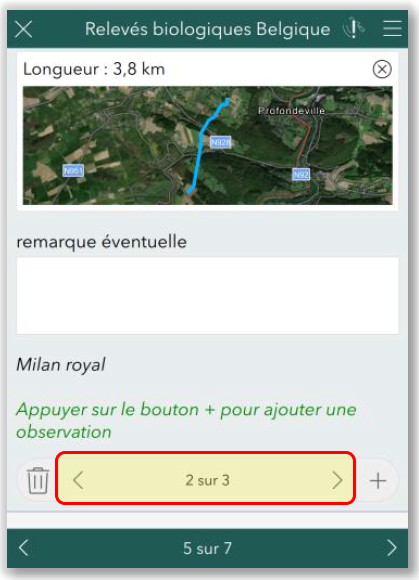 Relevés biologiques Belgique
Longueur : 3,8 km
Profondeville
N928
N951
N92
remarque éventuelle
Milan royal
Appuyer sur le bouton + pour ajouter une
observation
2 sur 3
5 sur 7